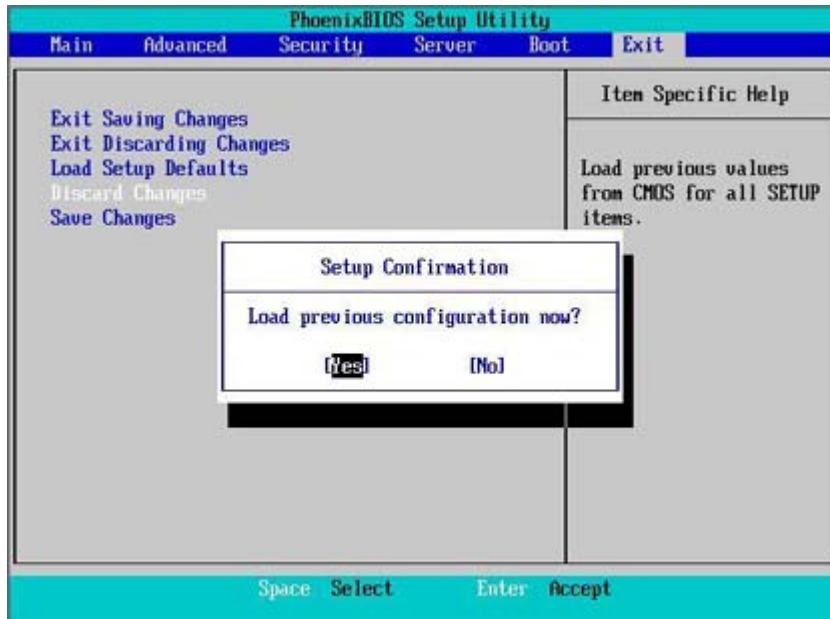 PhoenixBIOS Setup Utility
Main Advanced Security Server Boot Exit
Exit Saving Changes
Exit Discarding Changes
Load Setup Defaults
Discard Changes
Save Changes
Item Specific Help
Load previous values
from CMOS for all SETUP
items.
Setup Confirmation
Load previous configuration now?
[Yes] [No]
Space Select Enter Accept